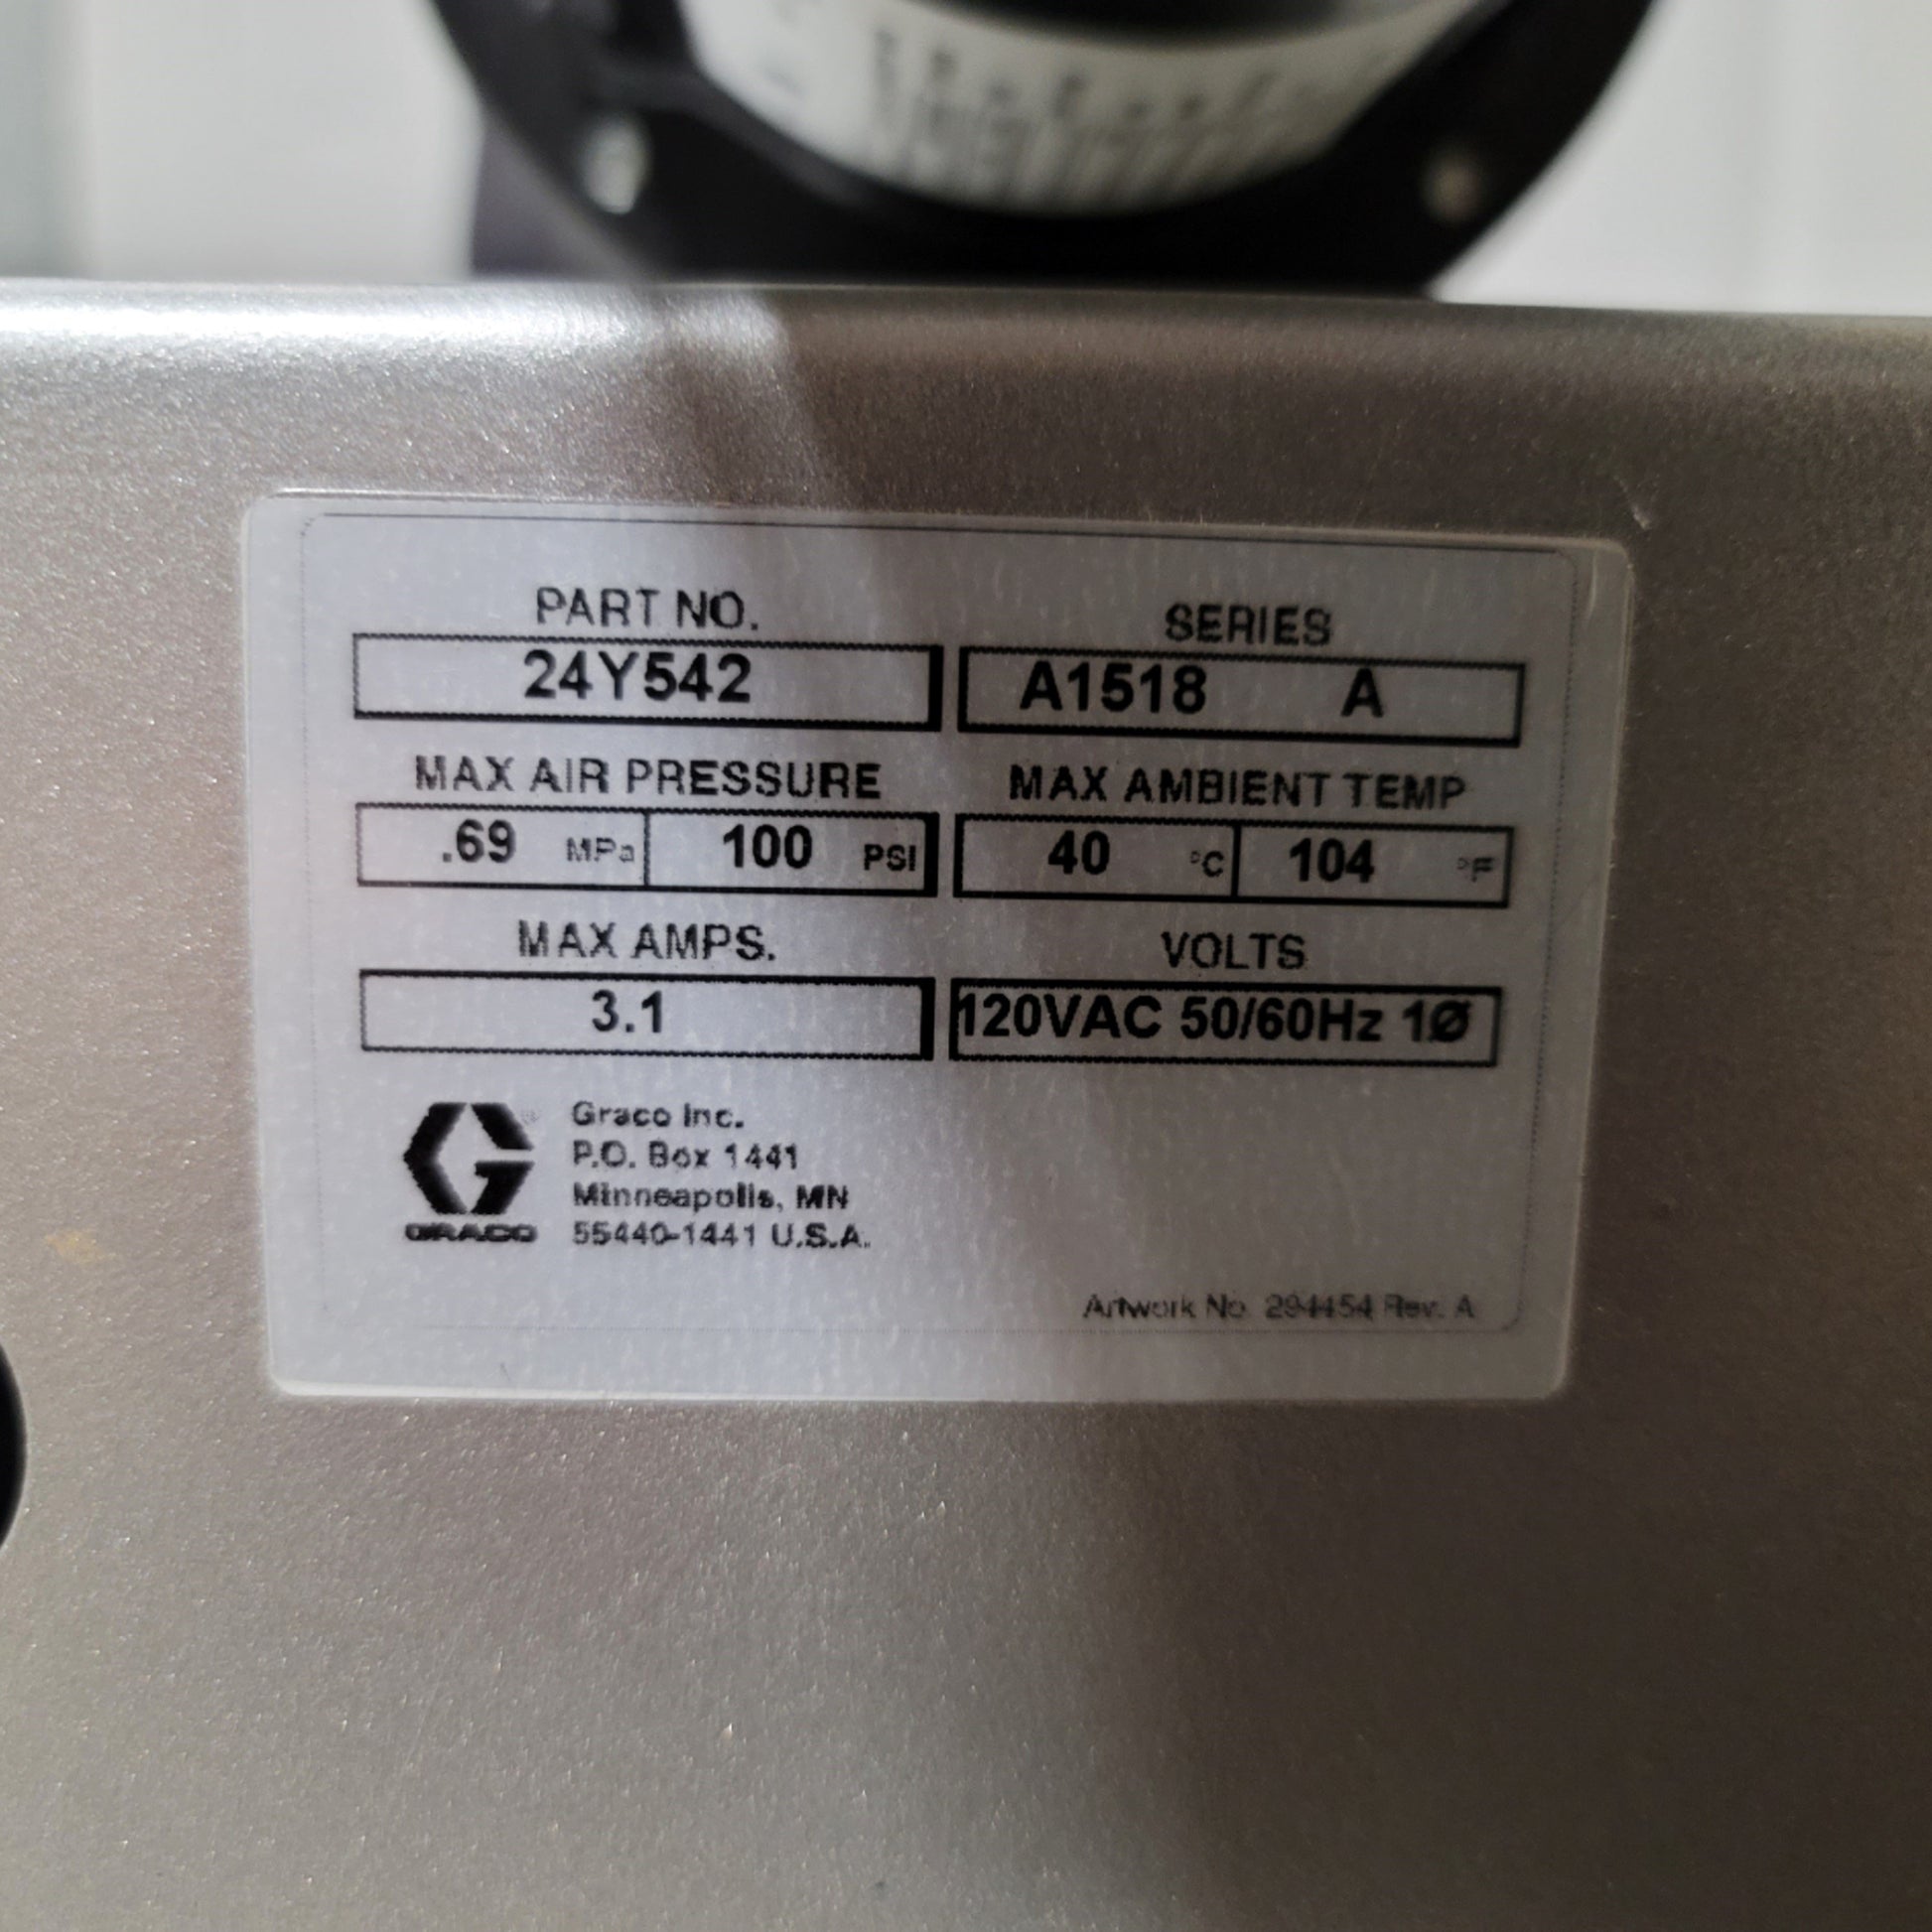 PART NO. SERIES
24Y542 A1518 A
MAX AIR PRESSURE MAX AMBIENT TEMP
.69 MPa 100 PSI 40 °C 104 °F
MAX AMPS. VOLTS
3.1 120VAC 50/60Hz 1Ø
Graco Inc.
P.O. Box 1441
Minneapolis, MN
GRACO 55440-1441 U.S.A.
Artwork No. 294454 Rev. A